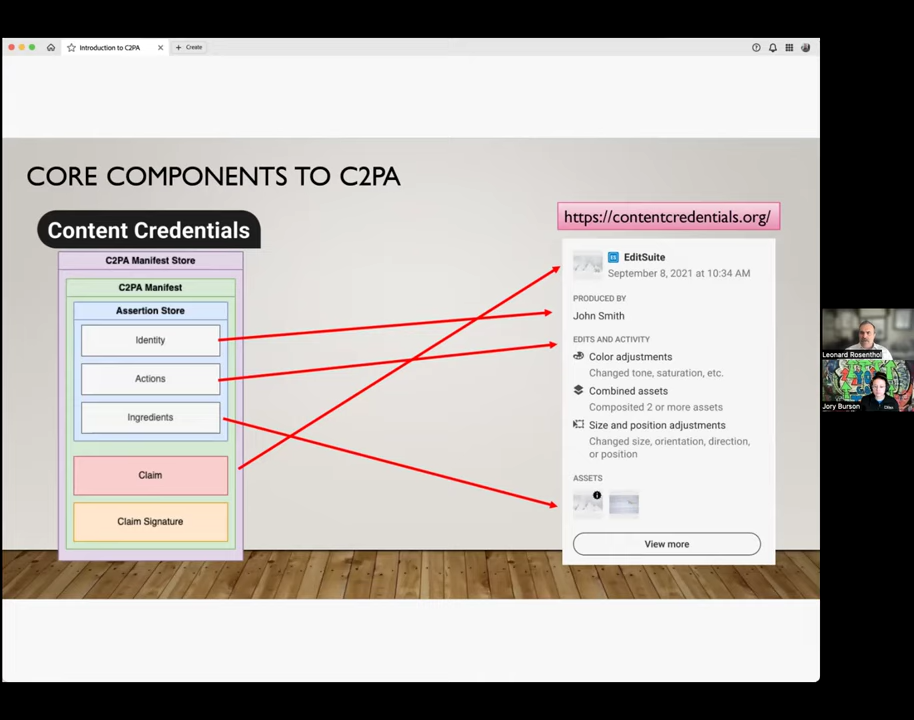 Introduction to C2PA
Create
CORE COMPONENTS TO C2PA
Content Credentials
C2PA Manifest Store
C2PA Manifest
Assertion Store
Identity
Actions
Ingredients
Claim
Claim Signature
https://contentcredentials.org/
EditSuite
September 8, 2021 at 10:34 AM
PRODUCED BY
John Smith
EDITS AND ACTIVITY
Color adjustments
Changed tone, saturation, etc.
Combined assets
Composited 2 or more assets
Size and position adjustments
Changed size, orientation, direction,
or position
ASSETS
View more
Leonard Rosenthol
Jory Burson